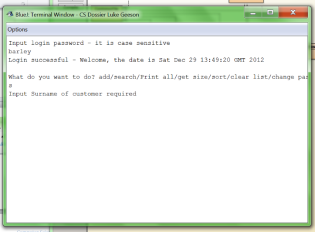 BlueJ: Terminal Window - CS Dossier Luke Geeson
Options
Input login password - it is case sensitive
barley
Login successful - Welcome, the date is Sat Dec 29 13:49:20 GMT 2012
What do you want to do? add/search/Print all/get size/sort/clear list/change pas
s
Input Surname of customer required